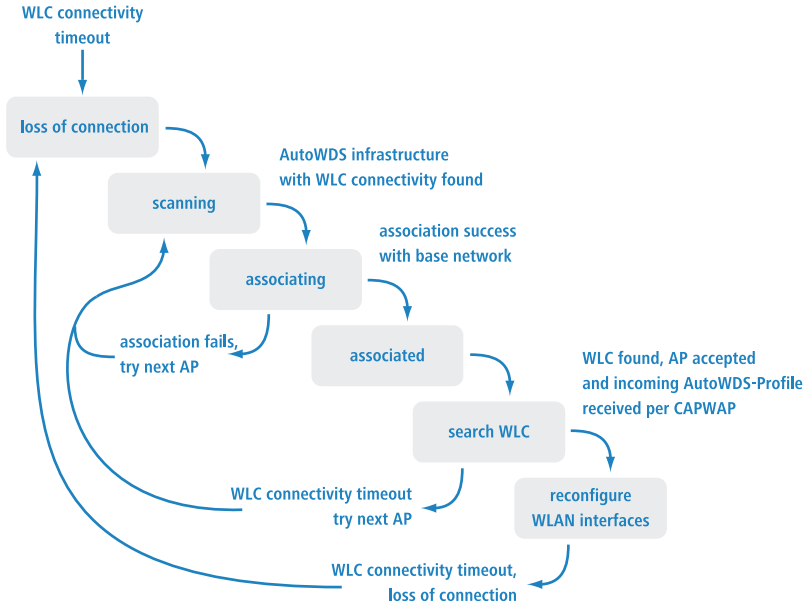 WLC connectivity
timeout
loss of connection
AutoWDS infrastructure
with WLC connectivity found
scanning
association success
with base network
associating
association fails,
try next AP
associated
WLC found, AP accepted
and incoming AutoWDS-Profile
received per CAPWAP
search WLC
WLC connectivity timeout
try next AP
reconfigure
WLAN interfaces
WLC connectivity timeout,
loss of connection